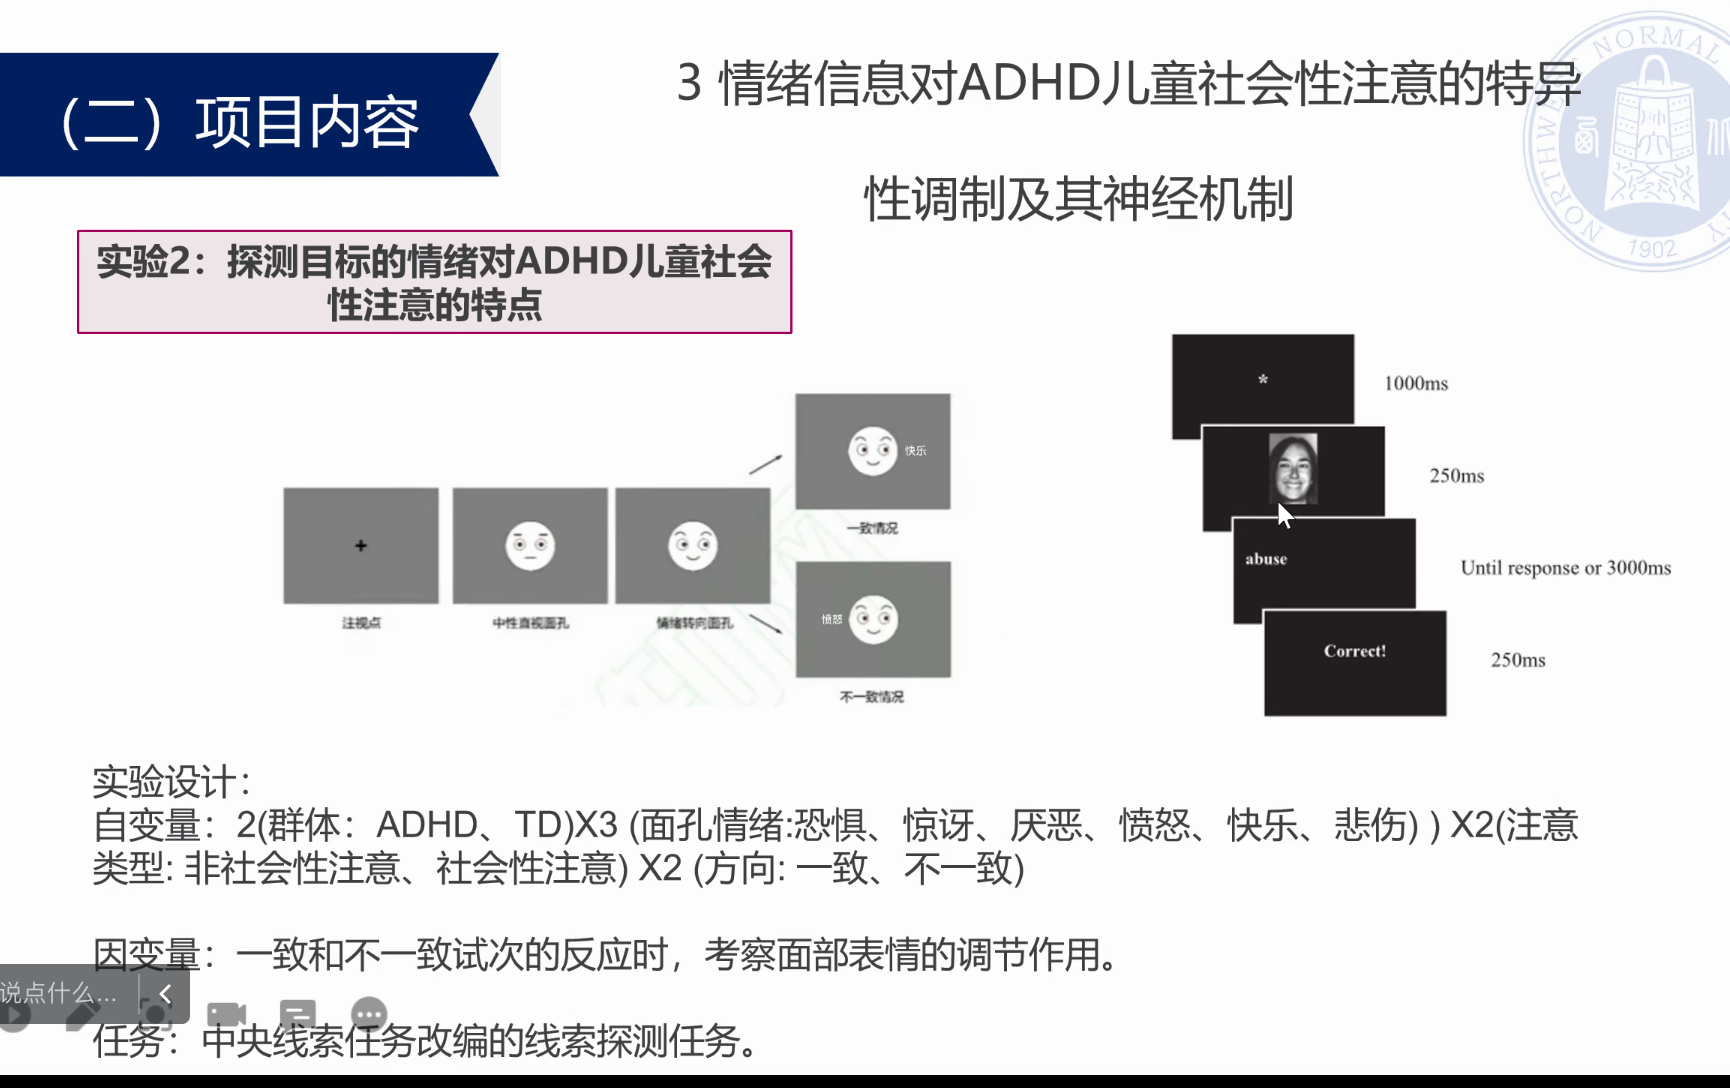 （二）项目内容
3 情绪信息对ADHD儿童社会性注意的特异
性调制及其神经机制
NORTHWE
NORMAL
1902
实验2：探测目标的情绪对ADHD儿童社会
性注意的特点
快乐
一致情况
注视点
中性直视面孔
情绪转向面孔
愤怒
不一致情况
*
1000ms
250ms
abuse
Until response or 3000ms
Correct!
250ms
实验设计：
自变量：2(群体：ADHD、TD)X3 (面孔情绪:恐惧、惊讶、厌恶、愤怒、快乐、悲伤) ) X2(注意
类型: 非社会性注意、社会性注意) X2 (方向: 一致、不一致)
因变量：一致和不一致试次的反应时，考察面部表情的调节作用。
说点什么...
任务：中央线索任务改编的线索探测任务。